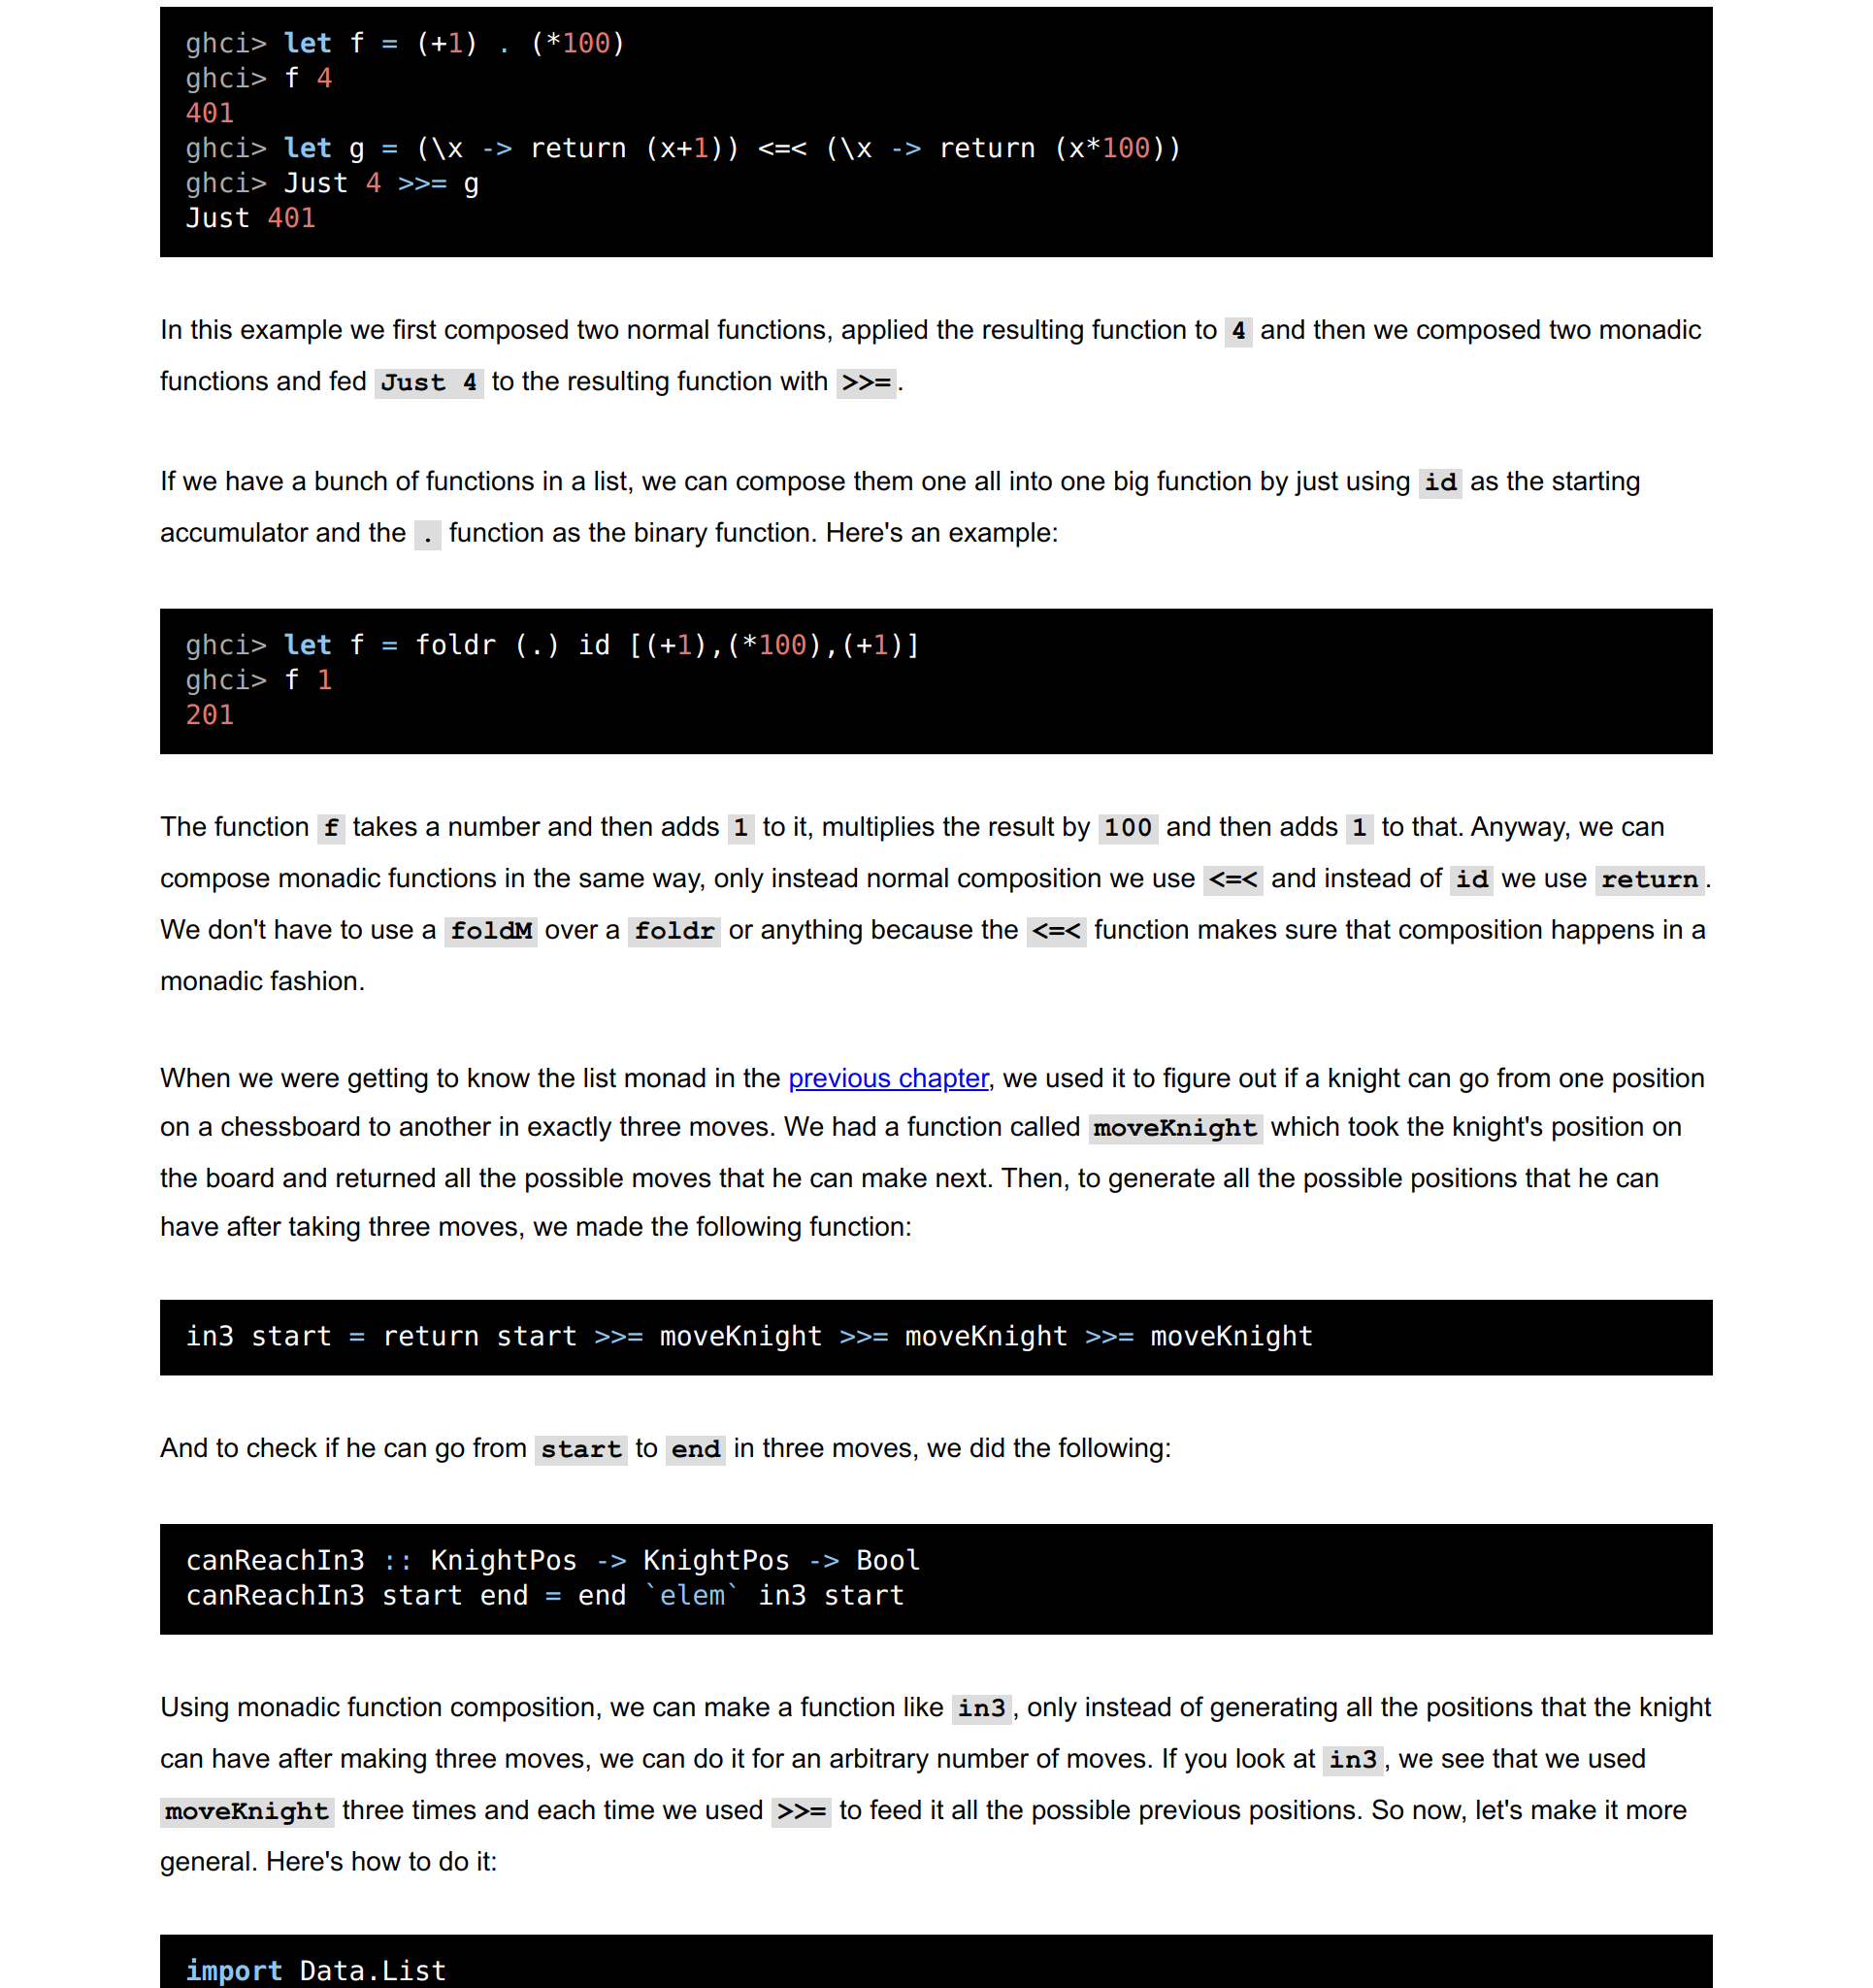 ghci> let f = (+1) . (*100)
ghci> f 4
401
ghci> let g = (\x -> return (x+1)) <=< (\x -> return (x*100))
ghci> Just 4 >>= g
Just 401
In this example we first composed two normal functions, applied the resulting function to 4 and then we composed two monadic
functions and fed Just 4 to the resulting function with >>=.
If we have a bunch of functions in a list, we can compose them one all into one big function by just using id as the starting
accumulator and the . function as the binary function. Here's an example:
ghci> let f = foldr (.) id [(+1),(*100),(+1)]
ghci> f 1
201
The function f takes a number and then adds 1 to it, multiplies the result by 100 and then adds 1 to that. Anyway, we can
compose monadic functions in the same way, only instead normal composition we use <=< and instead of id we use return.
We don't have to use a foldM over a foldr or anything because the <=< function makes sure that composition happens in a
monadic fashion.
When we were getting to know the list monad in the previous chapter, we used it to figure out if a knight can go from one position
on a chessboard to another in exactly three moves. We had a function called moveKnight which took the knight's position on
the board and returned all the possible moves that he can make next. Then, to generate all the possible positions that he can
have after taking three moves, we made the following function:
in3 start = return start >>= moveKnight >>= moveKnight >>= moveKnight
And to check if he can go from start to end in three moves, we did the following:
canReachIn3 :: KnightPos -> KnightPos -> Bool
canReachIn3 start end = end `elem` in3 start
Using monadic function composition, we can make a function like in3, only instead of generating all the positions that the knight
can have after making three moves, we can do it for an arbitrary number of moves. If you look at in3, we see that we used
moveKnight three times and each time we used >>= to feed it all the possible previous positions. So now, let's make it more
general. Here's how to do it:
import Data.List